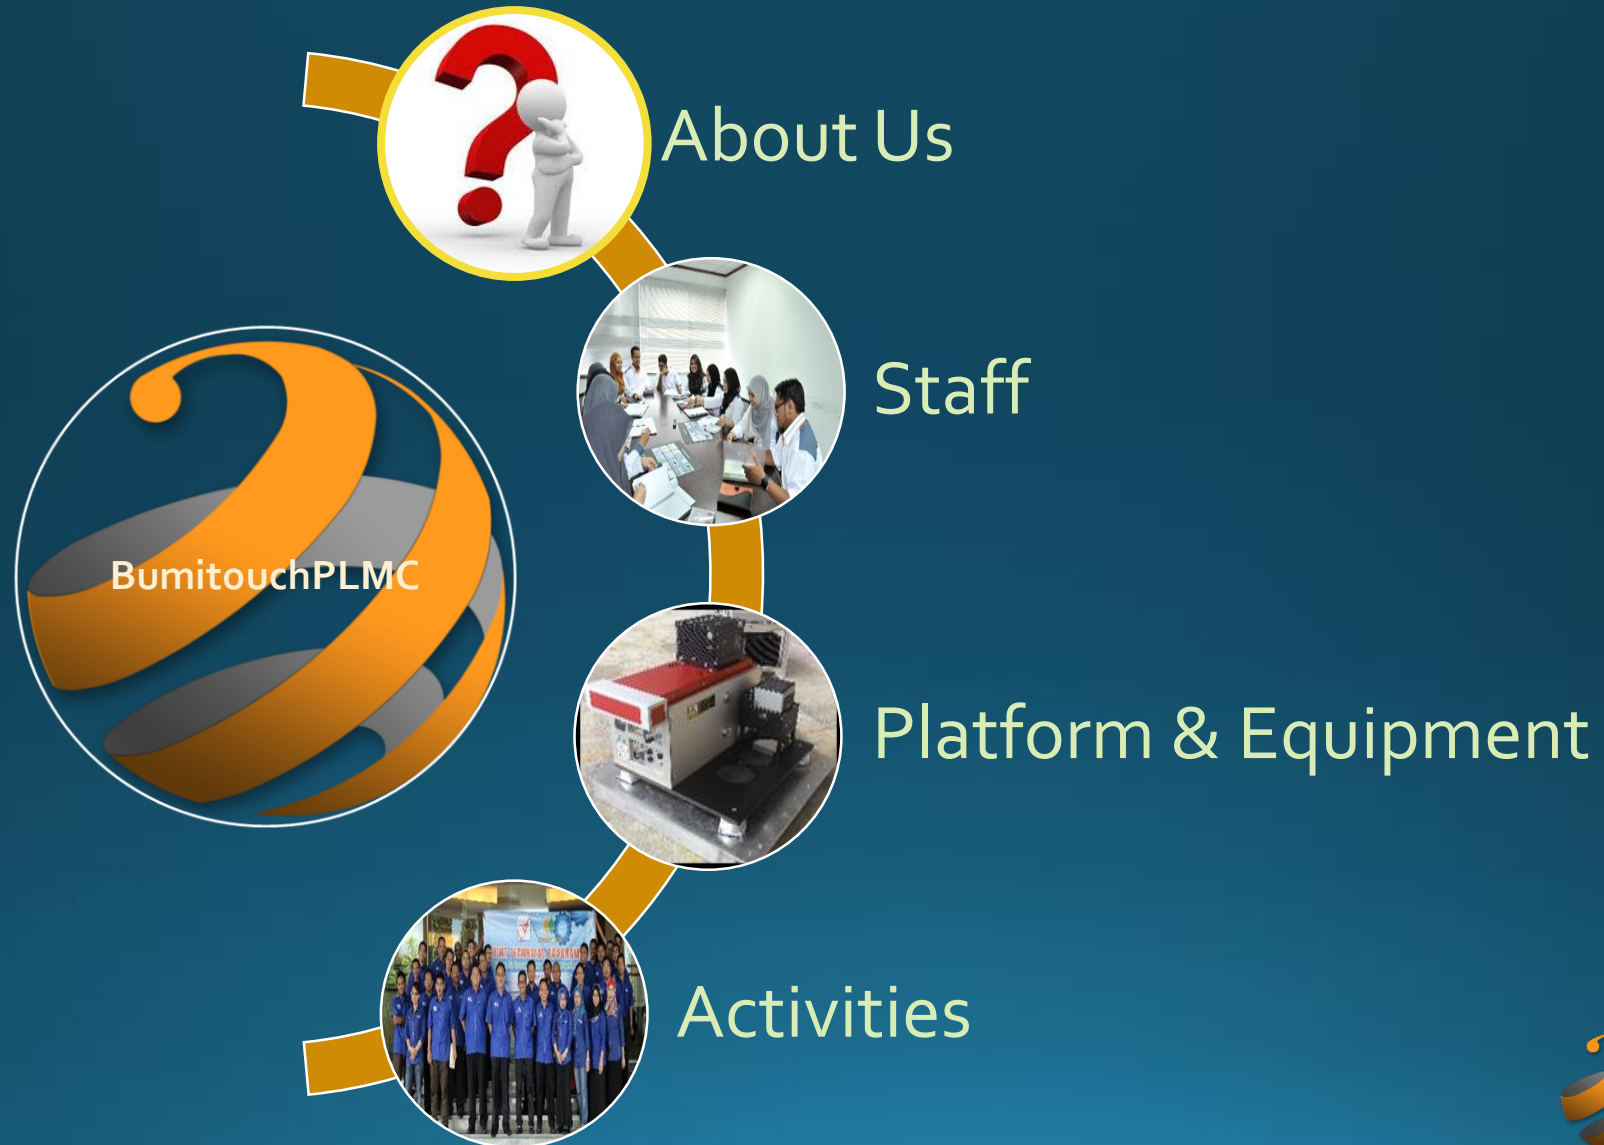 About Us
Staff
BumitouchPLMC
Platform & Equipment
Activities